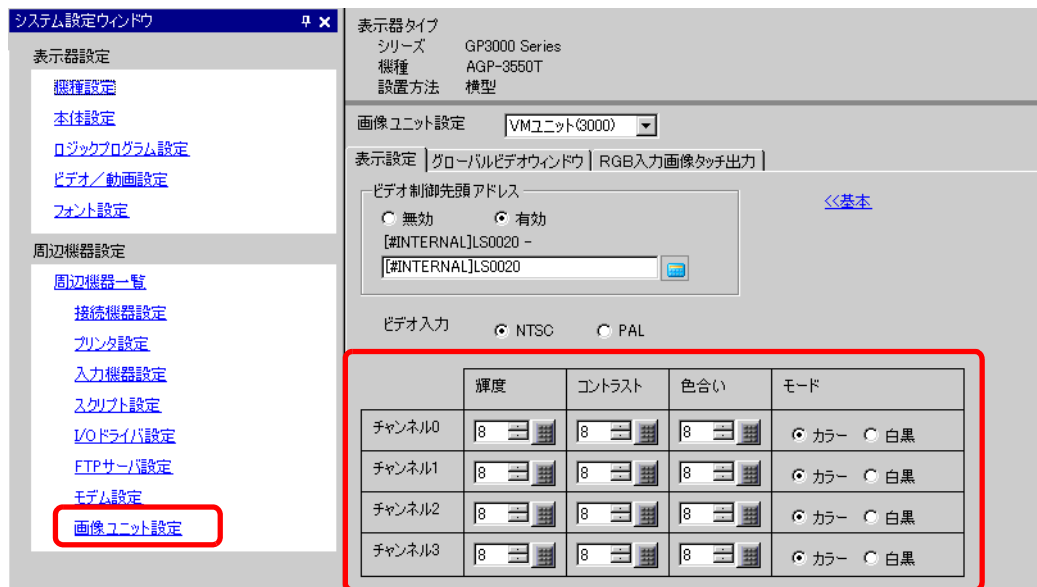 システム設定ウィンドウ
表示器設定
機種設定
本体設定
ロジックプログラム設定
ビデオ／動画設定
フォント設定
周辺機器設定
周辺機器一覧
接続機器設定
プリンタ設定
入力機器設定
スクリプト設定
I/Oドライバ設定
FTPサーバ設定
モデム設定
画像ユニット設定
表示器タイプ
シリーズ GP3000 Series
機種 AGP-3550T
設置方法 横型
画像ユニット設定 VMユニット(3000)
表示設定 グローバルビデオウィンドウ RGB入力画像タッチ出力
ビデオ制御先頭アドレス
<<基本
無効 有効
[#INTERNAL]LS0020 -
[#INTERNAL]LS0020
ビデオ入力 NTSC PAL
輝度 コントラスト 色合い モード
チャンネル0 8 8 8 カラー 白黒
チャンネル1 8 8 8 カラー 白黒
チャンネル2 8 8 8 カラー 白黒
チャンネル3 8 8 8 カラー 白黒